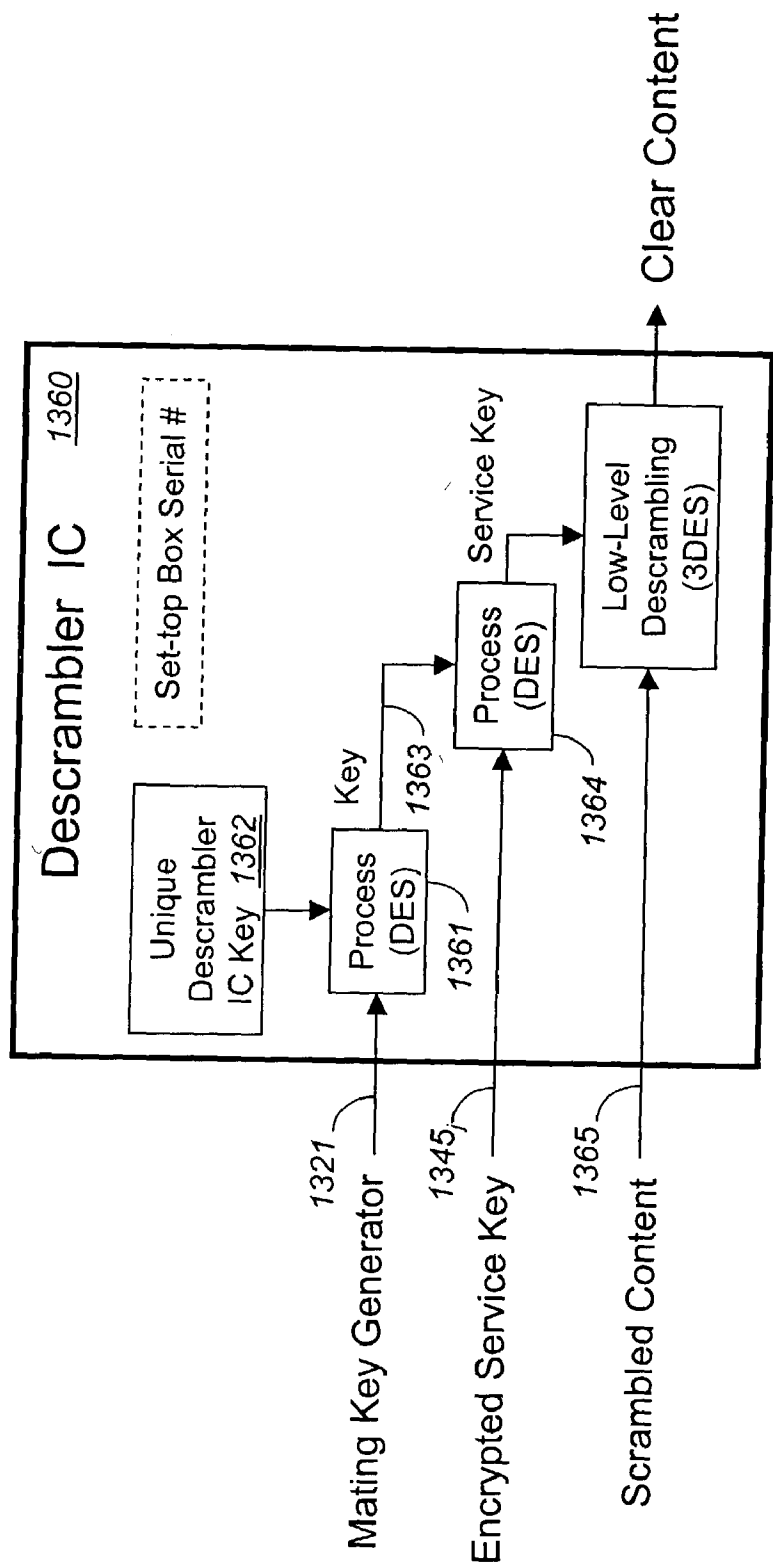 Descrambler IC
1360
Unique
Descrambler
IC Key 1362
Set-top Box Serial #
Mating Key Generator
1321
Process
(DES)
1361
Key
1363
Encrypted Service Key
1345j
Process
(DES)
1364
Service Key
Scrambled Content
1365
Low-Level
Descrambling
(3DES)
Clear Content